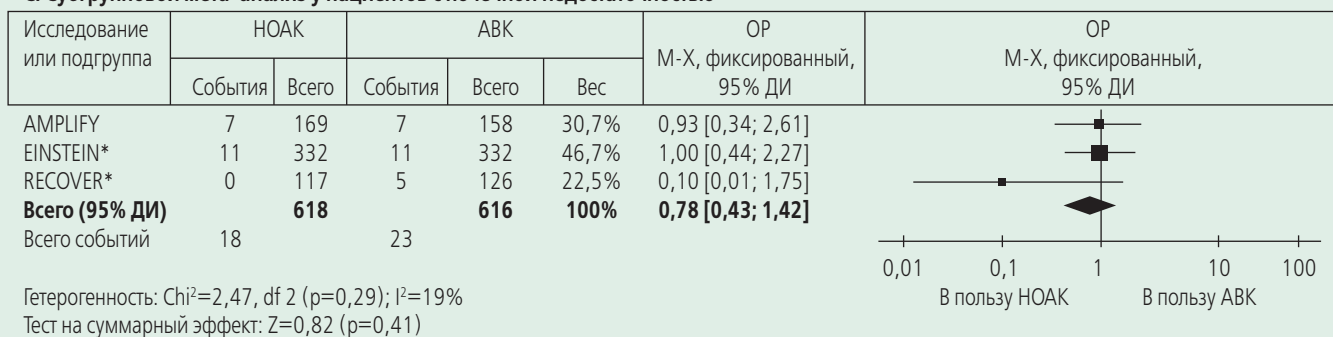 Исследование или подгруппа НОАК АВК ОР М-Х, фиксированный, 95% ДИ ОР М-Х, фиксированный, 95% ДИ
События Всего События Всего Вес
AMPLIFY 7 169 7 158 30,7% 0,93 [0,34; 2,61]
EINSTEIN* 11 332 11 332 46,7% 1,00 [0,44; 2,27]
RECOVER* 0 117 5 126 22,5% 0,10 [0,01; 1,75]
Всего (95% ДИ) 618 616 100% 0,78 [0,43; 1,42]
Всего событий 18 23
0,01 0,1 1 10 100
В пользу НОАК В пользу АВК
Гетерогенность: Chi²=2,47, df 2 (p=0,29); I²=19%
Тест на суммарный эффект: Z=0,82 (p=0,41)